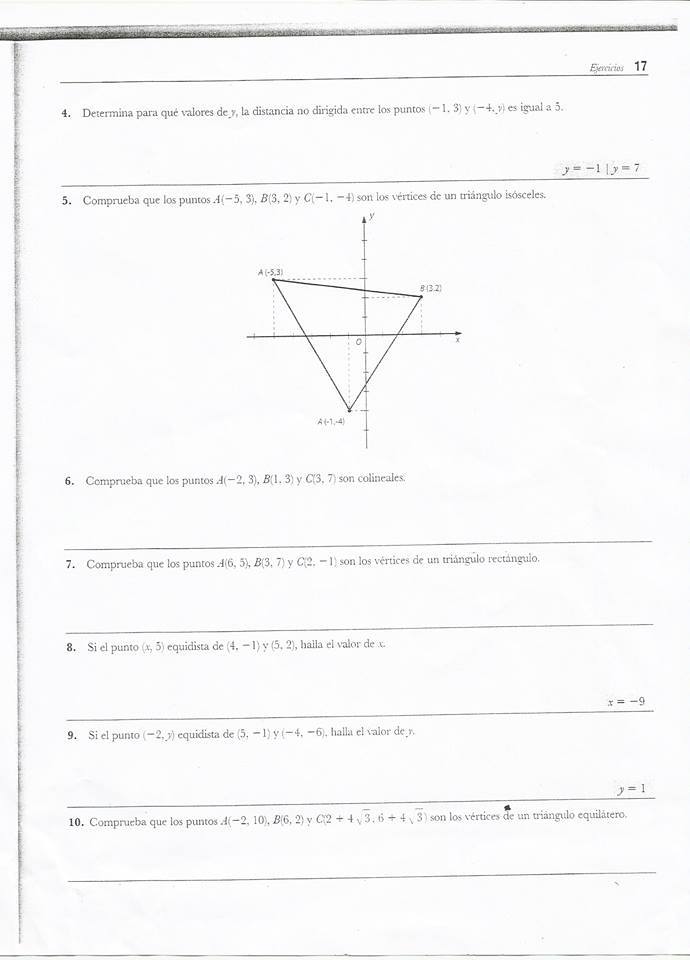 Ejercicios 17
4. Determina para qué valores de y, la distancia no dirigida entre los puntos (−1, 3) y (−4, y) es igual a 5.
y = −1 | y = 7
5. Comprueba que los puntos A(−5, 3), B(3, 2) y C(−1, −4) son los vértices de un triángulo isósceles.
y
A (-5,3)
B (3,2)
O
x
A (-1,-4)
6. Comprueba que los puntos A(−2, 3), B(1, 3) y C(3, 7) son colineales.
7. Comprueba que los puntos A(6, 5), B(3, 7) y C(2, −1) son los vértices de un triángulo rectángulo.
8. Si el punto (x, 5) equidista de (4, −1) y (5, 2), halla el valor de x.
x = −9
9. Si el punto (−2, y) equidista de (5, −1) y (−4, −6), halla el valor de y.
y = 1
10. Comprueba que los puntos A(−2, 10), B(6, 2) y C(2 + 4√3, 6 + 4√3) son los vértices de un triángulo equilátero.